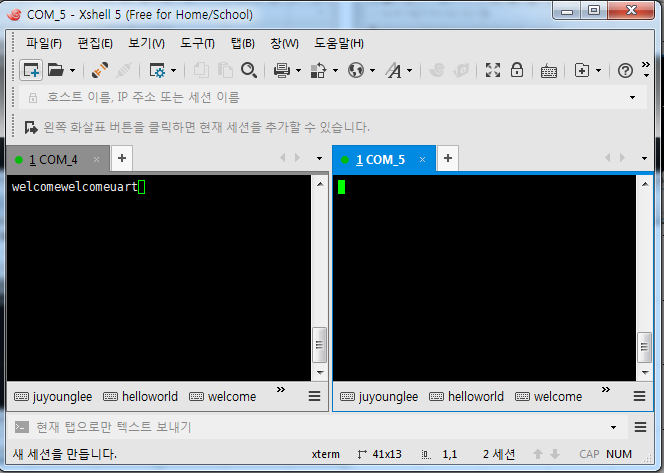 COM_5 - Xshell 5 (Free for Home/School)
파일(F) 편집(E) 보기(V) 도구(T) 탭(B) 창(W) 도움말(H)
호스트 이름, IP 주소 또는 세션 이름
왼쪽 화살표 버튼을 클릭하면 현재 세션을 추가할 수 있습니다.
1 COM_4 × +
1 COM_5 × +
welcomewelcomeuart
juyounglee helloworld welcome »
juyounglee helloworld welcome »
현재 탭으로만 텍스트 보내기
새 세션을 만듭니다. xterm 41x13 1,1 2 세션 CAP NUM